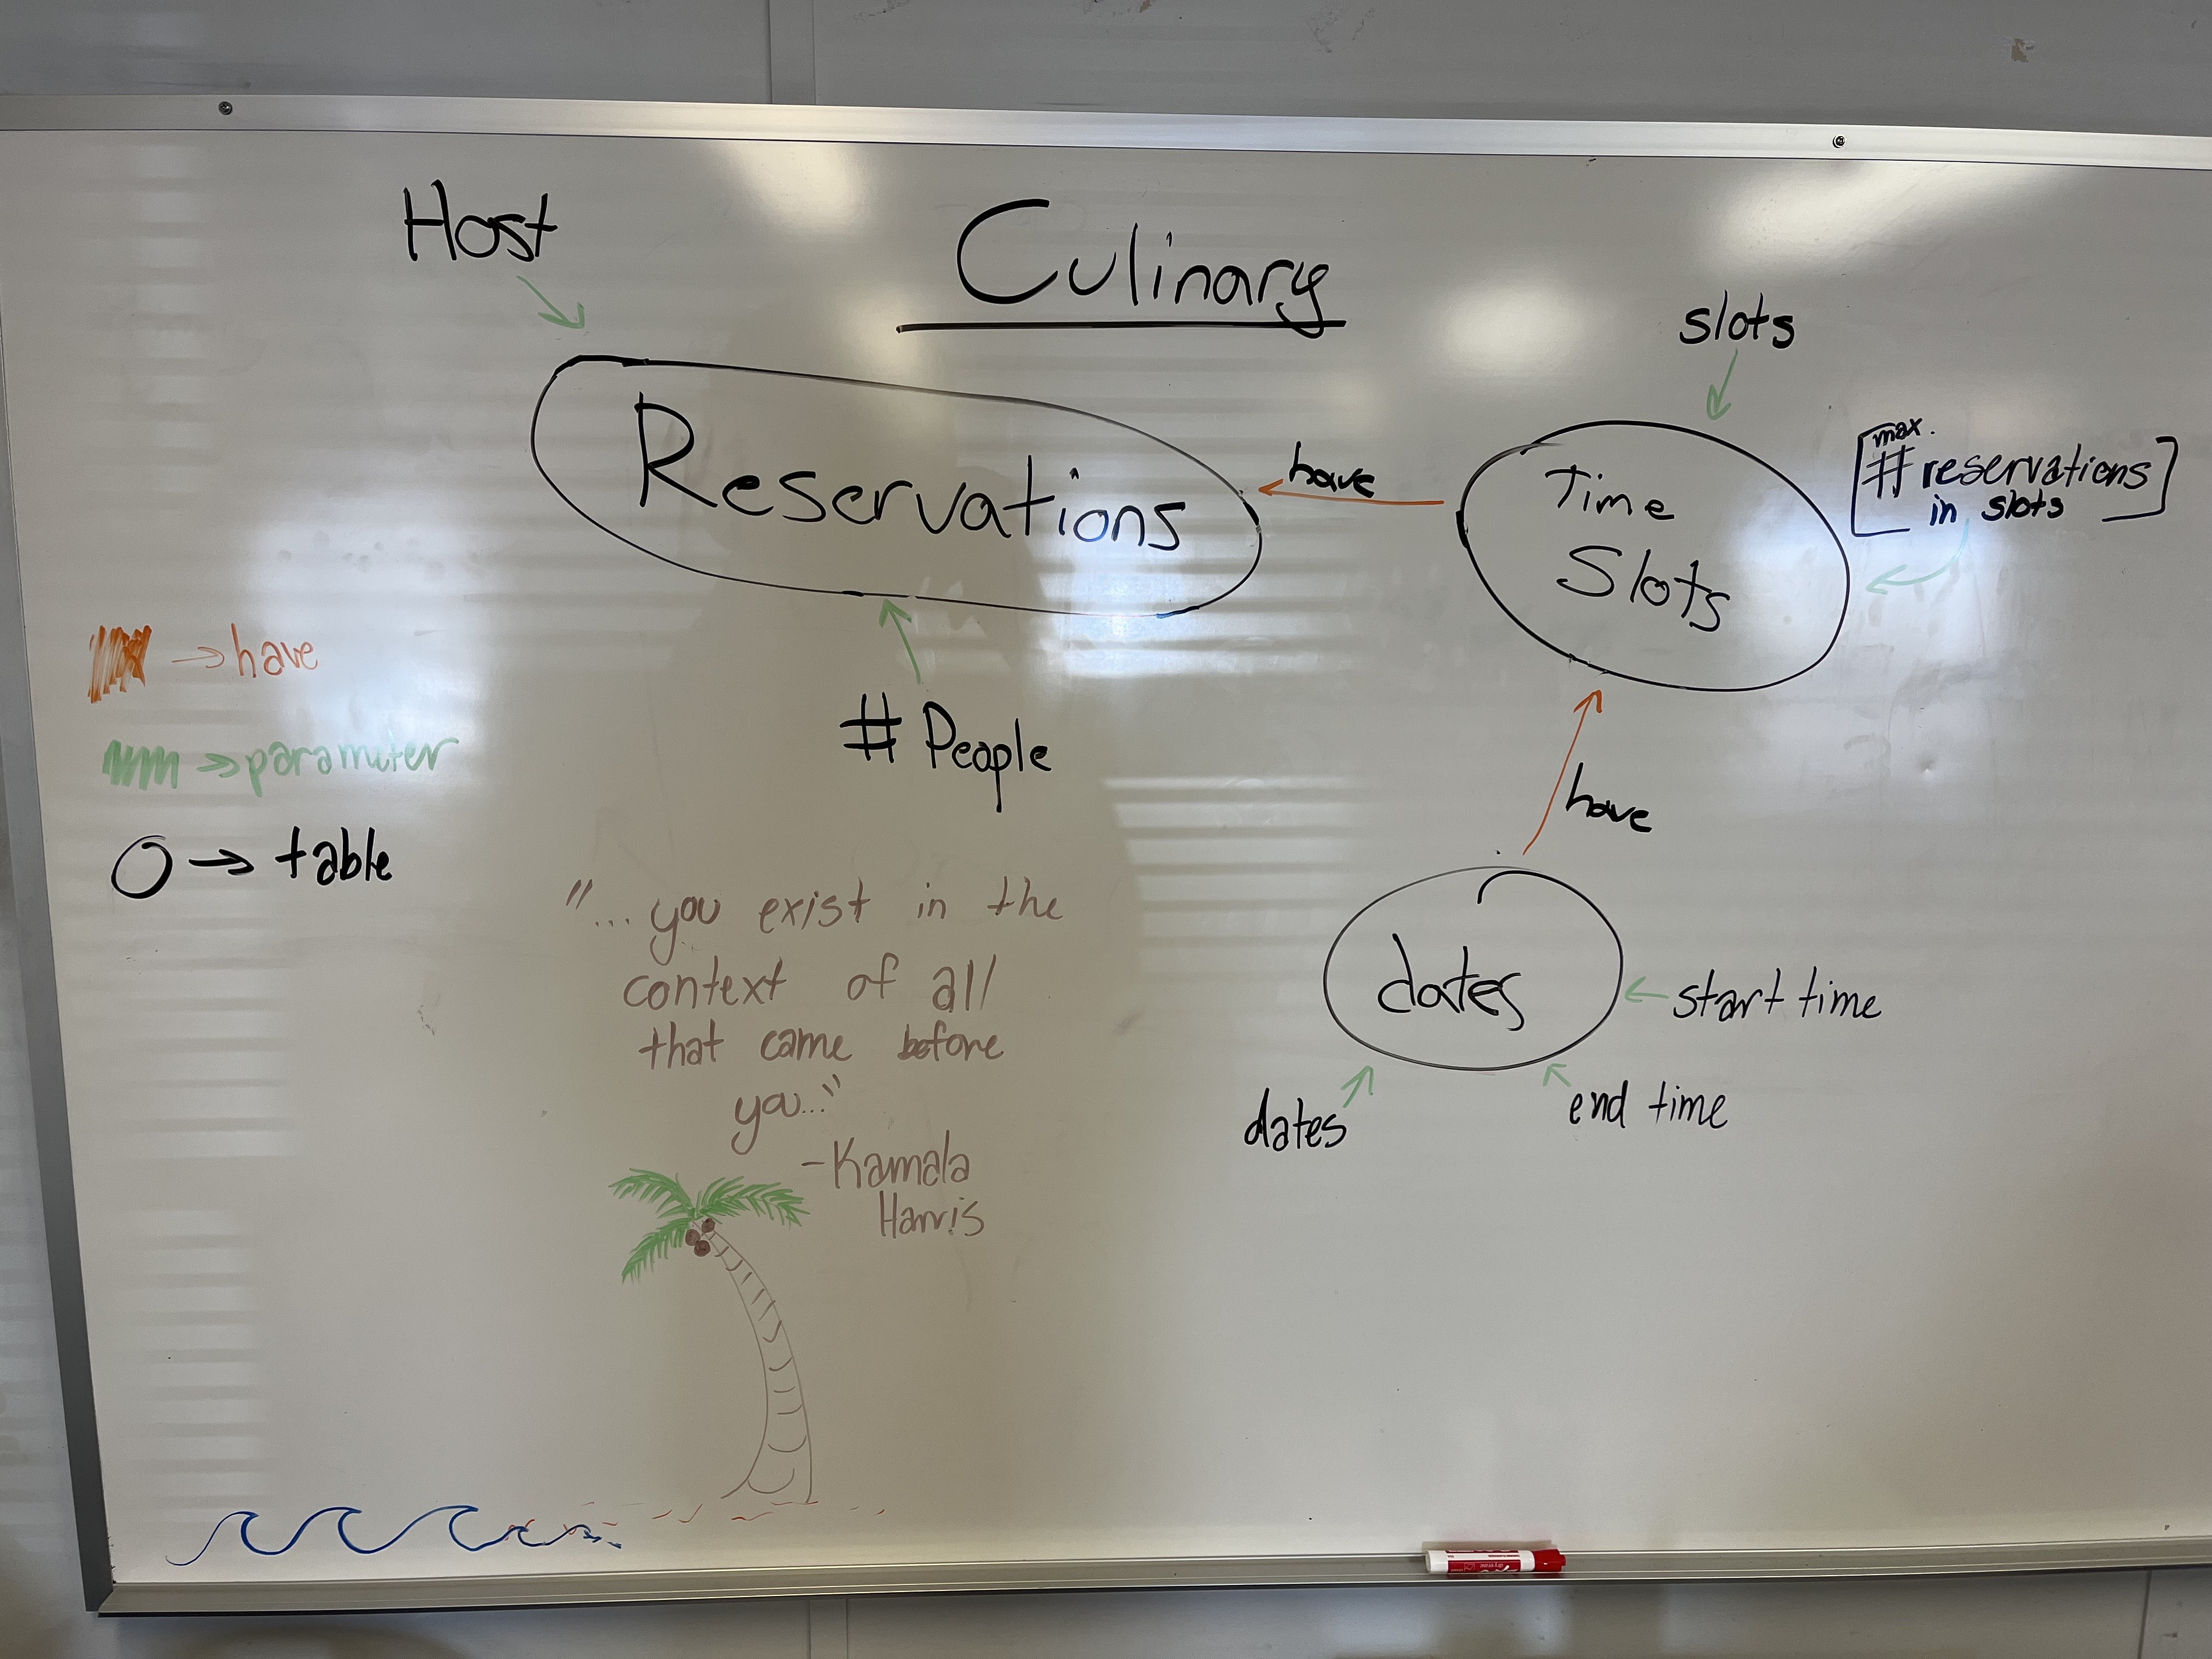 Host
Culinary
slots
Reservations
have
Time
Slots
max.
# reservations
in slots
→ have
→ paramuter
O → table
# People
have
dates
start time
end time
dates
"... you exist in the
context of all
that came before
you..."
- Kamala
Harris